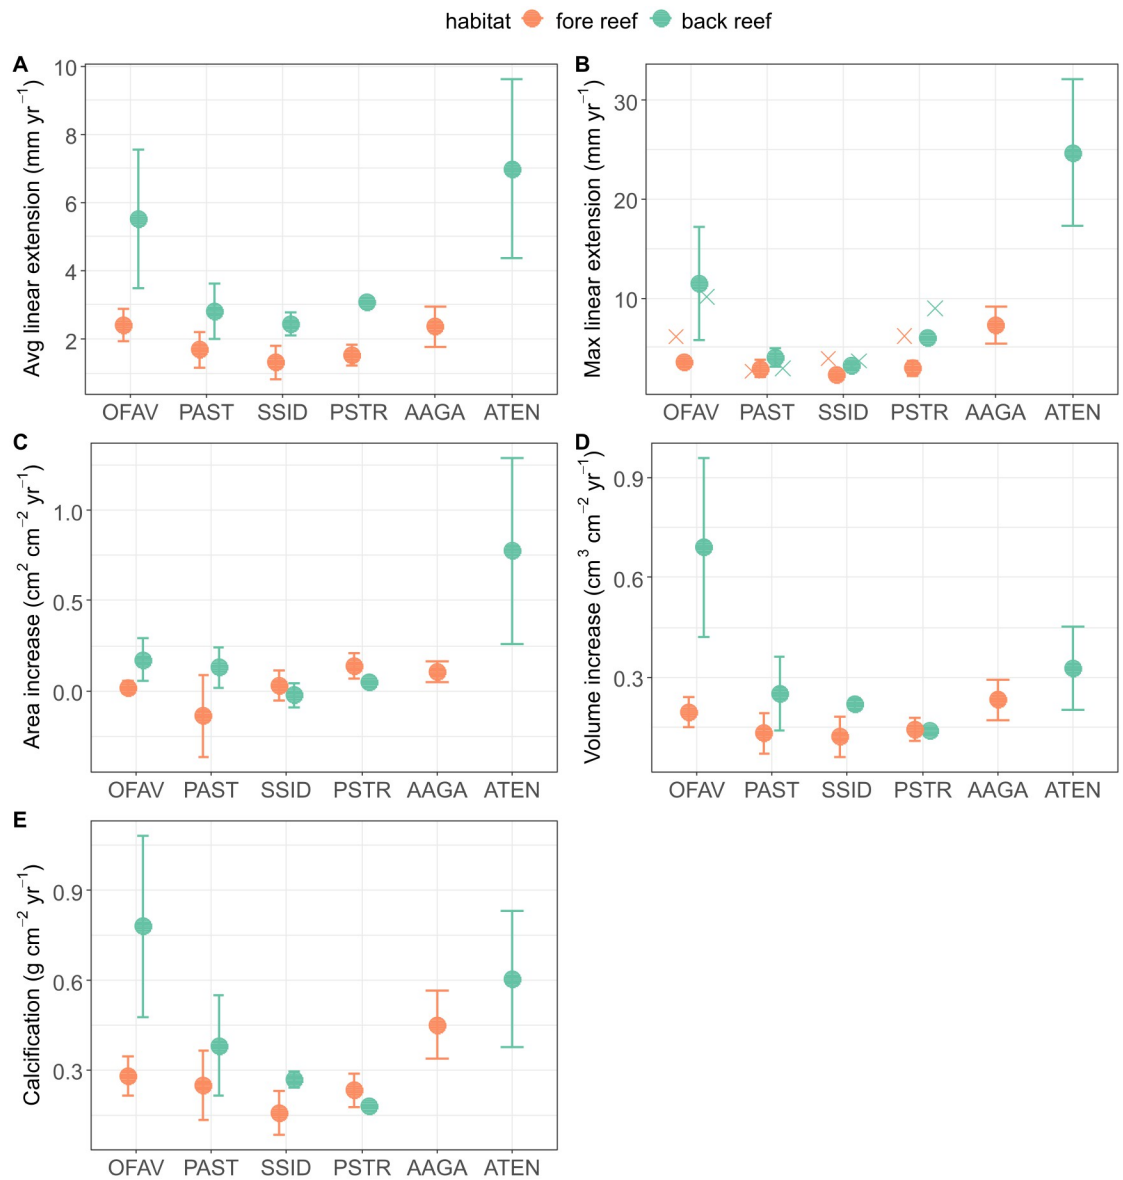 habitat fore reef back reef
A
Avg linear extension (mm yr⁻¹)
10
8
6
4
2
OFAV PAST SSID PSTR AAGA ATEN
B
Max linear extension (mm yr⁻¹)
30
20
10
OFAV PAST SSID PSTR AAGA ATEN
C
Area increase (cm² cm⁻² yr⁻¹)
1.0
0.5
0.0
OFAV PAST SSID PSTR AAGA ATEN
D
Volume increase (cm³ cm⁻² yr⁻¹)
0.9
0.6
0.3
OFAV PAST SSID PSTR AAGA ATEN
E
Calcification (g cm⁻² yr⁻¹)
0.9
0.6
0.3
OFAV PAST SSID PSTR AAGA ATEN